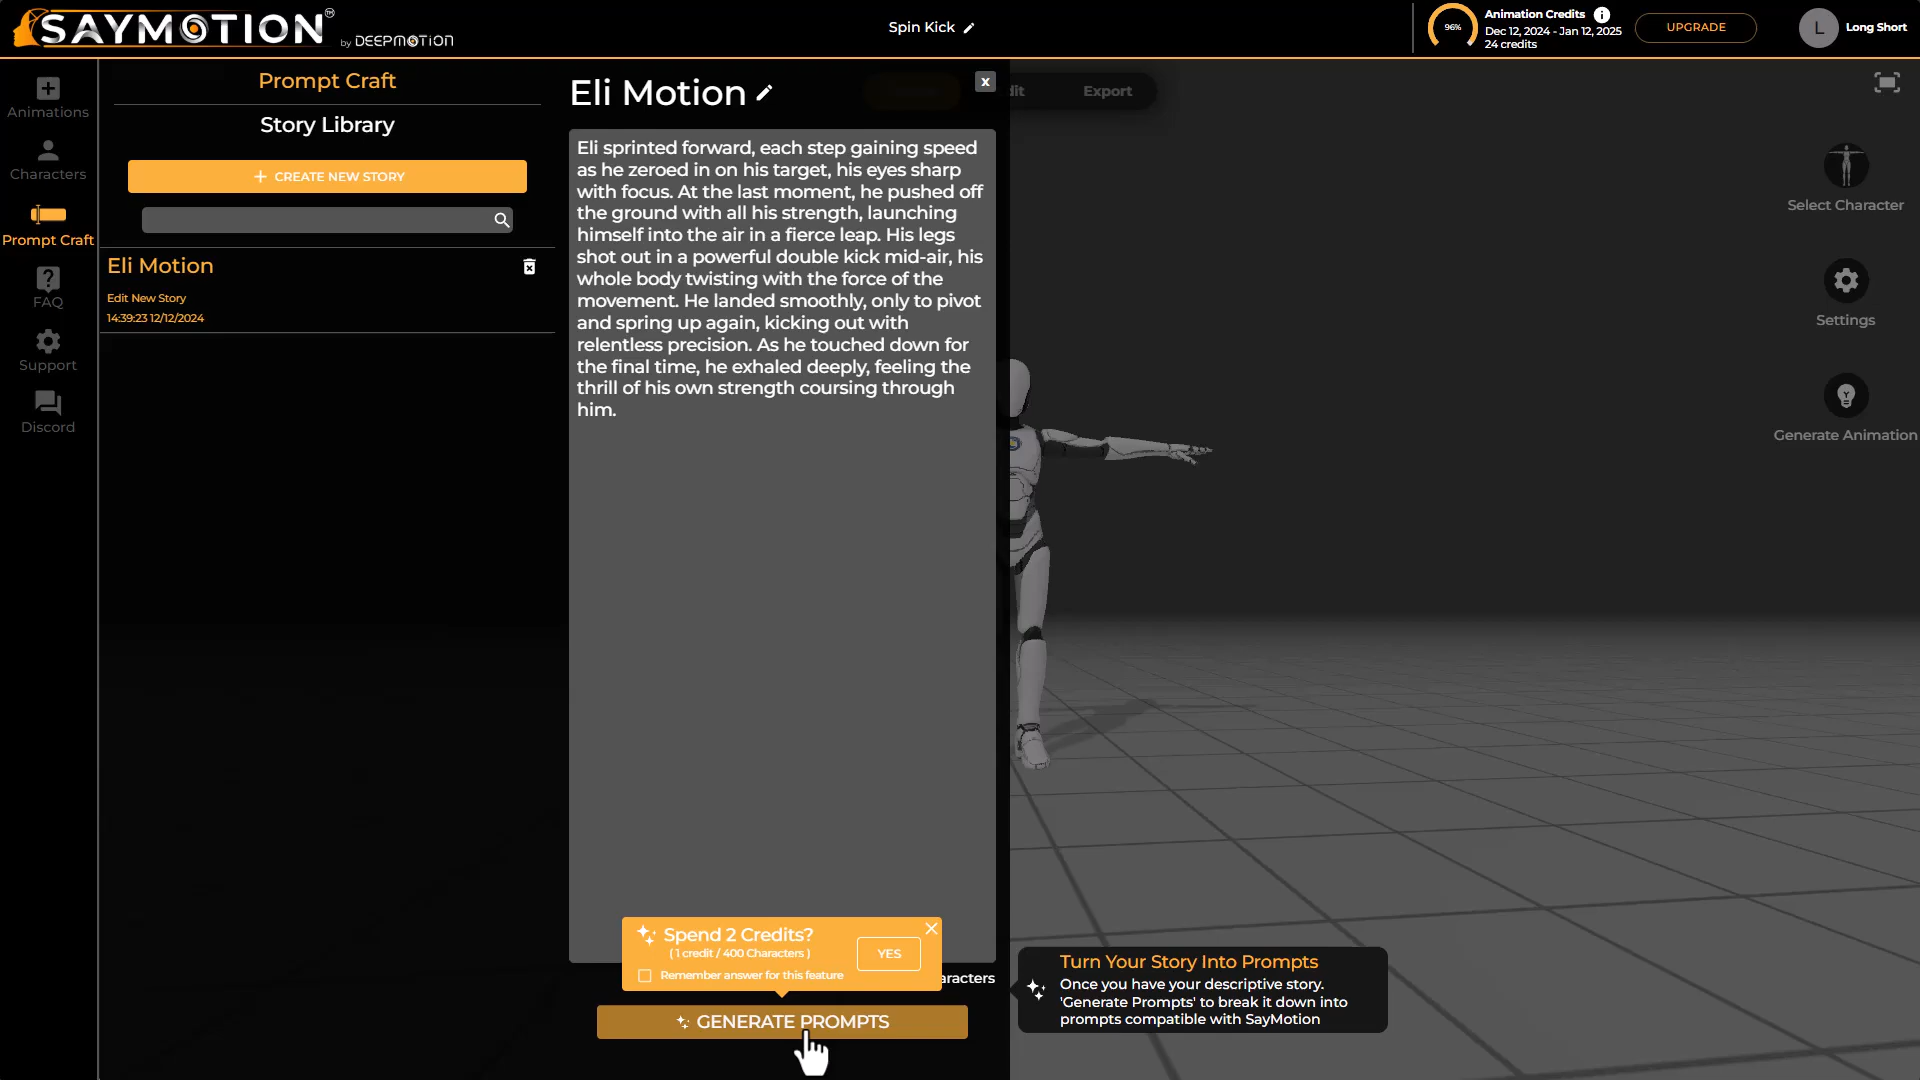 SAYMOTION™
by DEEPMOTION
Spin Kick
96%
Animation Credits
Dec 12, 2024 - Jan 12, 2025
24 credits
UPGRADE
L
Long Short
Animations
Characters
Prompt Craft
FAQ
Support
Discord
Prompt Craft
Story Library
+ CREATE NEW STORY
Eli Motion
Edit New Story
14:39:23 12/12/2024
Eli Motion
x
Eli sprinted forward, each step gaining speed
as he zeroed in on his target, his eyes sharp
with focus. At the last moment, he pushed off
the ground with all his strength, launching
himself into the air in a fierce leap. His legs
shot out in a powerful double kick mid-air, his
whole body twisting with the force of the
movement. He landed smoothly, only to pivot
and spring up again, kicking out with
relentless precision. As he touched down for
the final time, he exhaled deeply, feeling the
thrill of his own strength coursing through
him.
Spend 2 Credits?
( 1 credit / 400 Characters )
YES
Remember answer for this feature
aracters
GENERATE PROMPTS
dit
Export
Select Character
Settings
Generate Animation
Turn Your Story Into Prompts
Once you have your descriptive story.
'Generate Prompts' to break it down into
prompts compatible with SayMotion